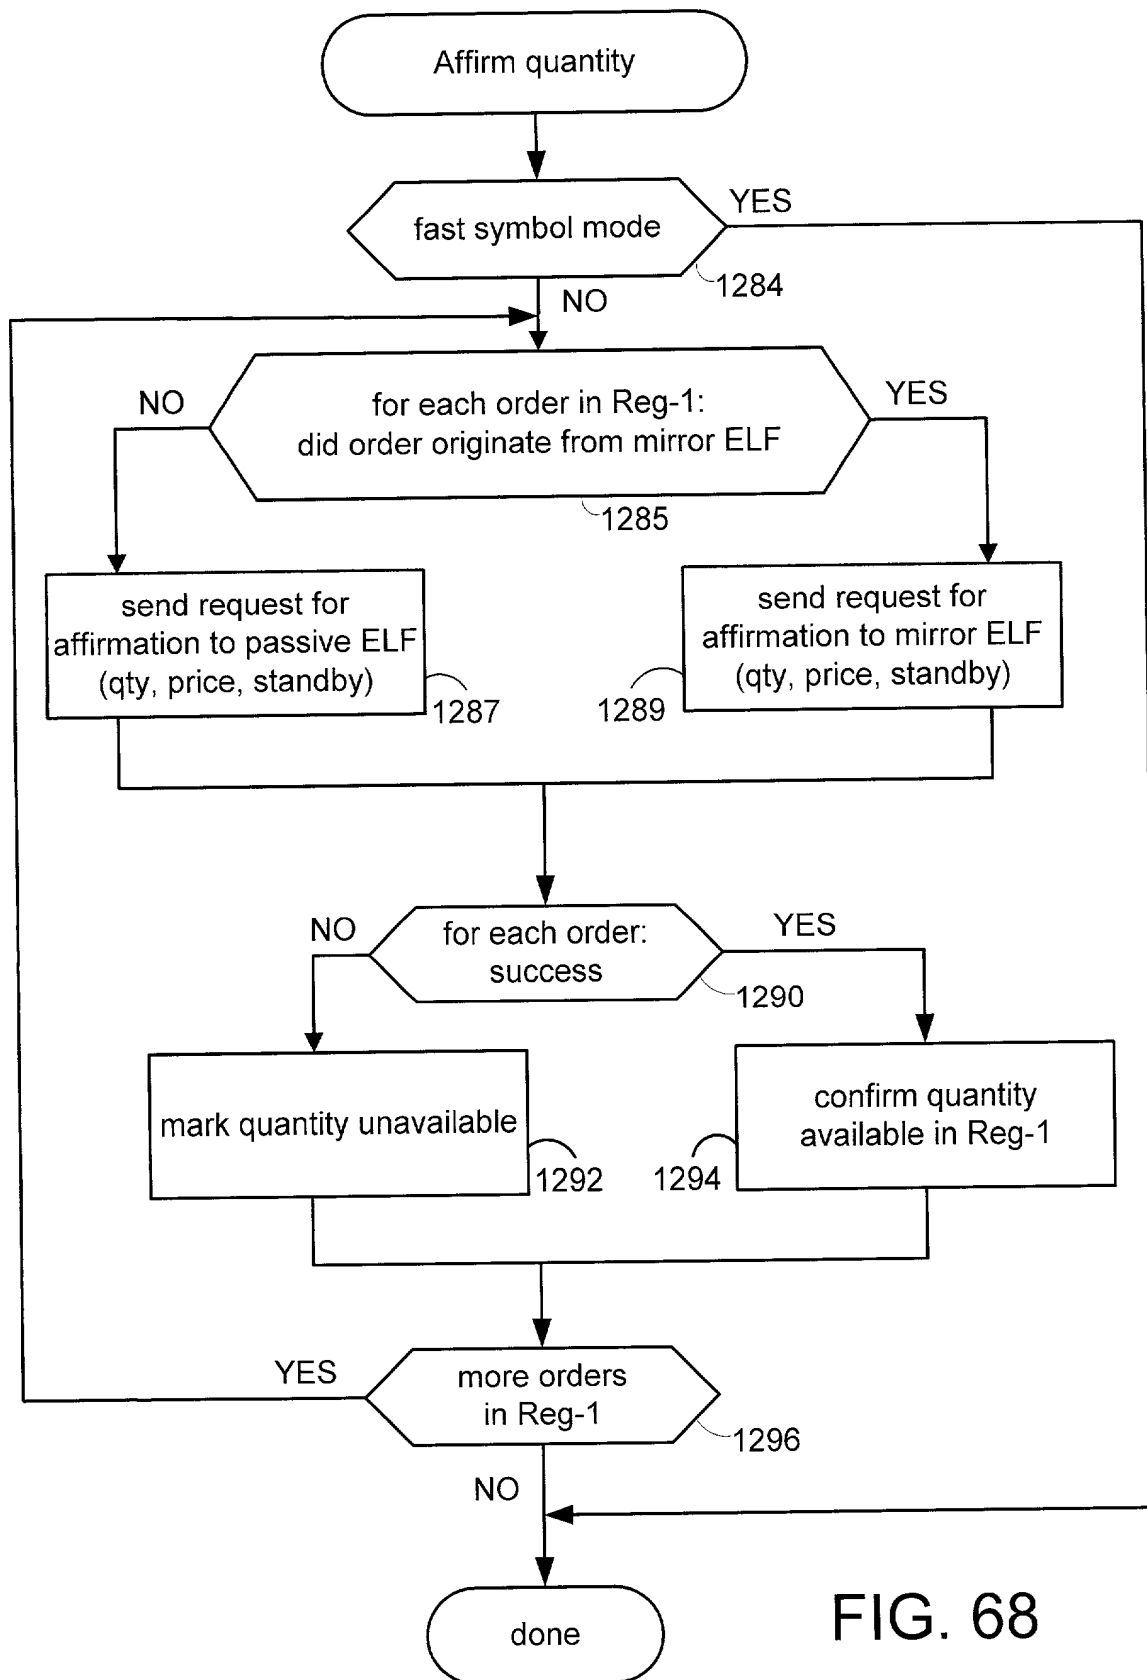 Affirm quantity
fast symbol mode
YES
1284
NO
for each order in Reg-1:
did order originate from mirror ELF
NO
YES
1285
send request for
affirmation to passive ELF
(qty, price, standby)
1287
send request for
affirmation to mirror ELF
(qty, price, standby)
1289
for each order:
success
NO
YES
1290
mark quantity unavailable
1292
confirm quantity
available in Reg-1
1294
more orders
in Reg-1
YES
1296
NO
done
FIG. 68